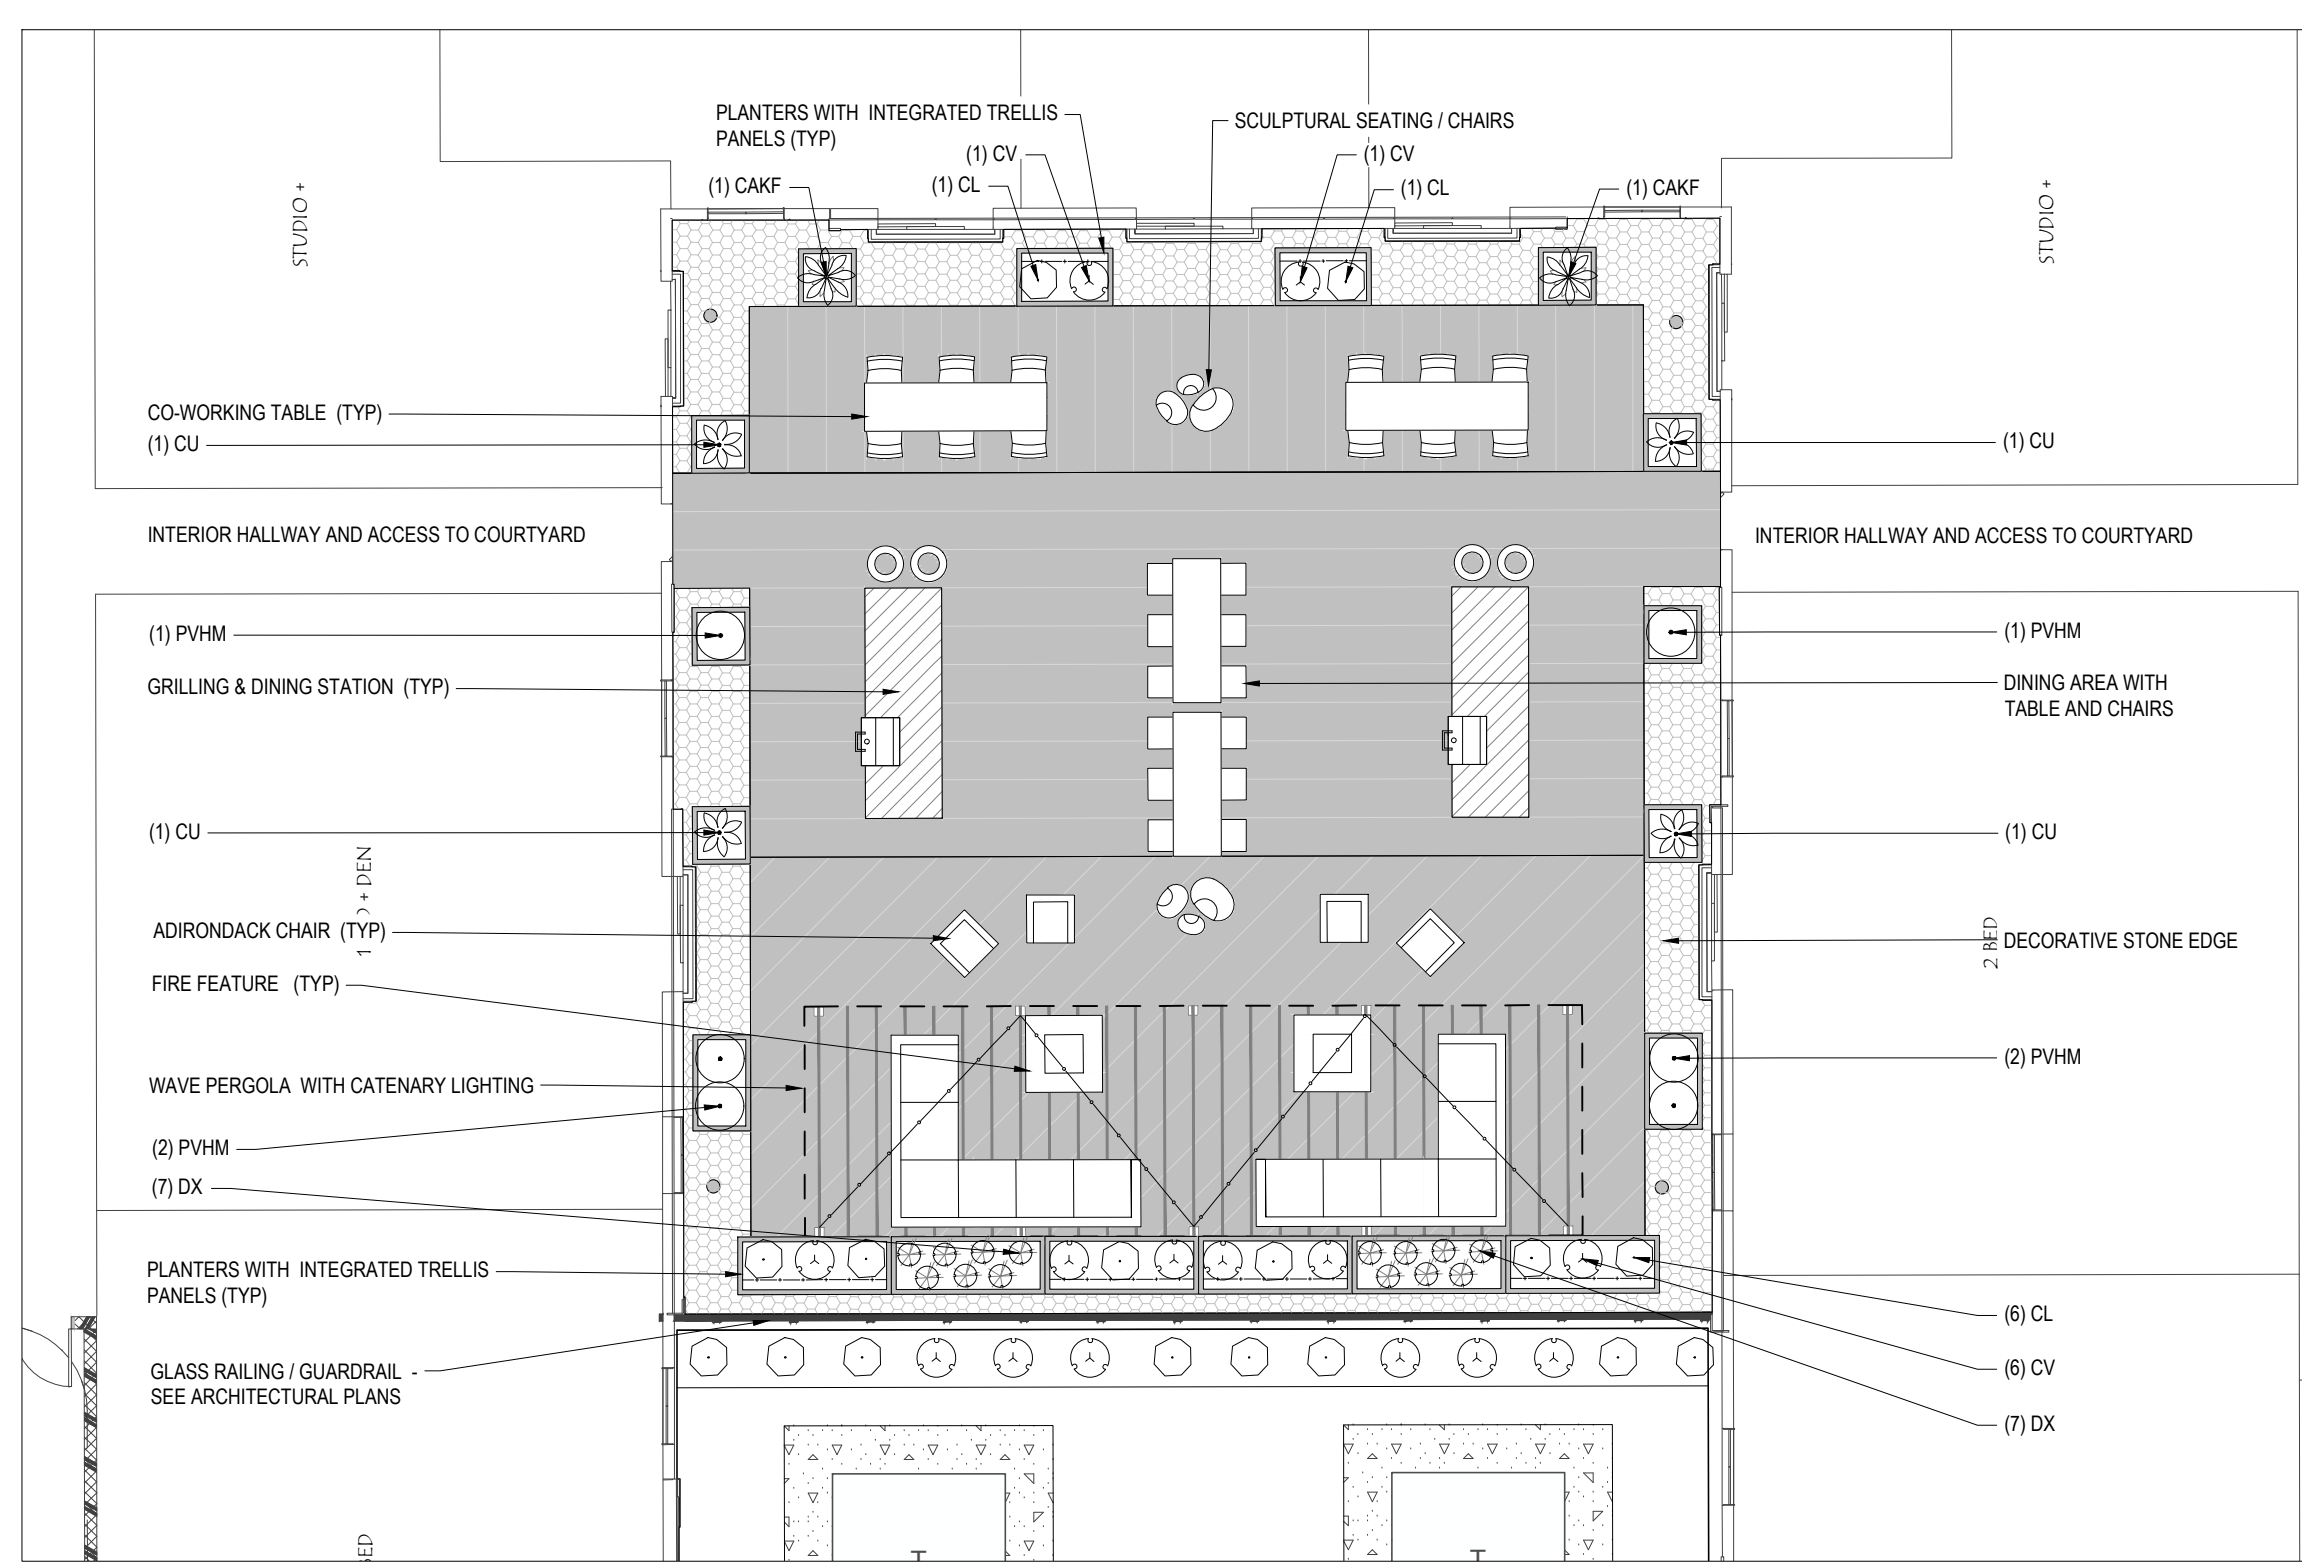 PLANTERS WITH INTEGRATED TRELLIS
PANELS (TYP)
SCULPTURAL SEATING / CHAIRS
(1) CV
(1) CV
(1) CAKF
(1) CL
(1) CL
(1) CAKF
STUDIO +
STUDIO +
CO-WORKING TABLE (TYP)
(1) CU
(1) CU
INTERIOR HALLWAY AND ACCESS TO COURTYARD
INTERIOR HALLWAY AND ACCESS TO COURTYARD
(1) PVHM
(1) PVHM
GRILLING & DINING STATION (TYP)
DINING AREA WITH
TABLE AND CHAIRS
(1) CU
(1) CU
+ DEN
ADIRONDACK CHAIR (TYP)
2 BED
DECORATIVE STONE EDGE
FIRE FEATURE (TYP)
WAVE PERGOLA WITH CATENARY LIGHTING
(2) PVHM
(2) PVHM
(7) DX
PLANTERS WITH INTEGRATED TRELLIS
PANELS (TYP)
(6) CL
GLASS RAILING / GUARDRAIL -
SEE ARCHITECTURAL PLANS
(6) CV
(7) DX